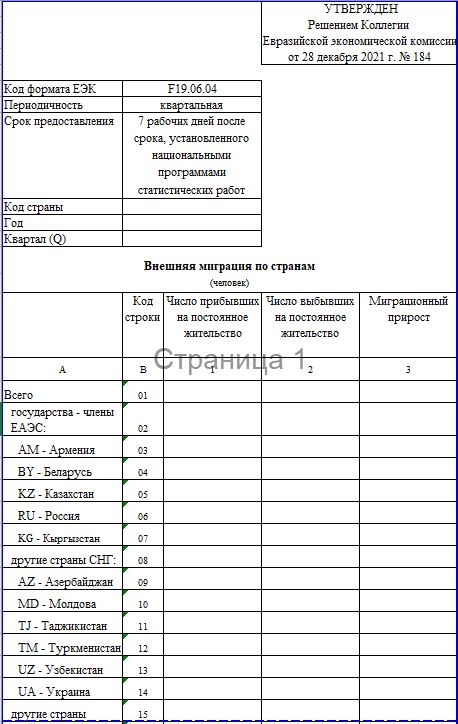 УТВЕРЖДЕН
Решением Коллегии
Евразийской экономической комиссии
от 28 декабря 2021 г. № 184
Код формата ЕЭК F19.06.04
Периодичность квартальная
Срок предоставления 7 рабочих дней после
срока, установленного
национальными
программами
статистических работ
Код страны
Год
Квартал (Q)
Внешняя миграция по странам
(человек)
Код Число прибывших Число выбывших Миграционный
строки на постоянное на постоянное прирост
жительство жительство
Страница 1
А В 1 2 3
Всего 01
государства - члены
ЕАЭС: 02
AM - Армения 03
BY - Беларусь 04
KZ - Казахстан 05
RU - Россия 06
KG - Кыргызстан 07
другие страны СНГ: 08
AZ - Азербайджан 09
MD - Молдова 10
TJ - Таджикистан 11
TM - Туркменистан 12
UZ - Узбекистан 13
UA - Украина 14
другие страны 15